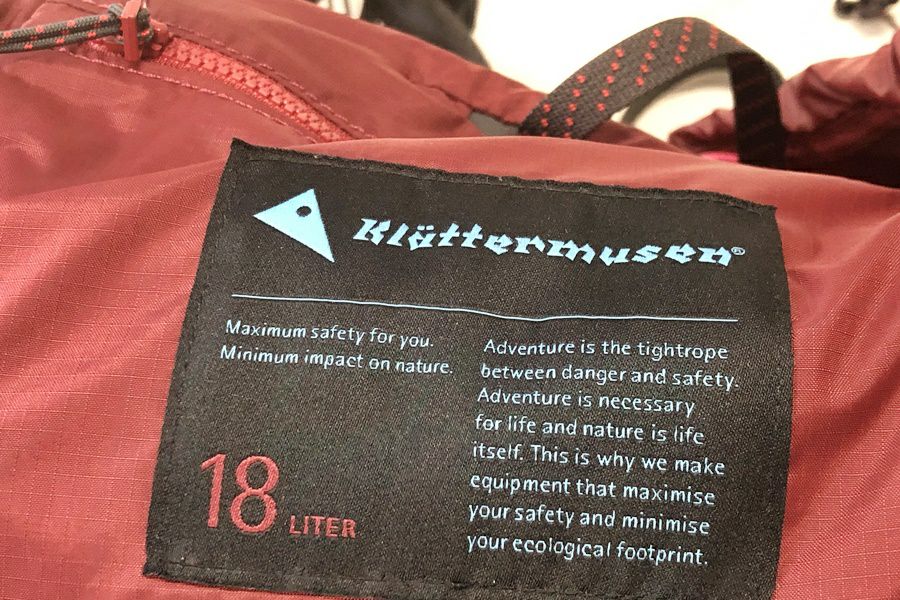 Klättermusen®
Maximum safety for you.
Minimum impact on nature.
Adventure is the tightrope
between danger and safety.
Adventure is necessary
for life and nature is life
itself. This is why we make
equipment that maximise
your safety and minimise
your ecological footprint.
18 LITER